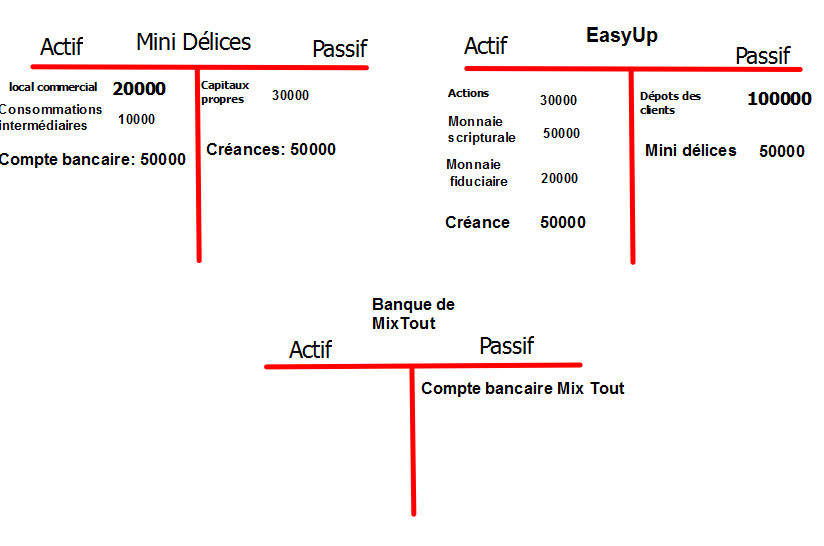 Actif Mini Délices Passif
local commercial 20000
Consommations
intermédiaires 10000
Compte bancaire: 50000
Capitaux
propres 30000
Créances: 50000
EasyUp
Actif Passif
Actions 30000
Monnaie
scripturale 50000
Monnaie
fiduciaire 20000
Créance 50000
Dépots des
clients 100000
Mini délices 50000
Banque de
MixTout
Actif Passif
Compte bancaire Mix Tout